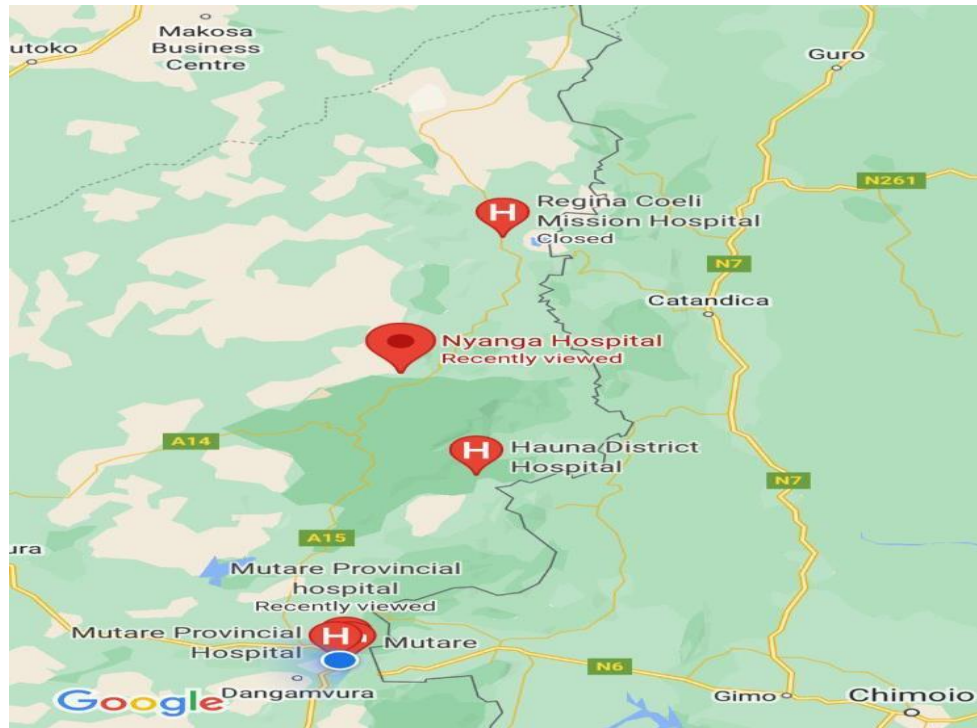 Makosa
Business
Centre
utoko
Guro
N261
Regina Coeli
Mission Hospital
Closed
N7
Catandica
Nyanga Hospital
Recently viewed
A14
Hauna District
Hospital
N7
A15
ura
Mutare Provincial
hospital
Recently viewed
Mutare Provincial
Hospital
Mutare
H
H
H
N6
Dangamvura
Gimo
Chimoio
Google